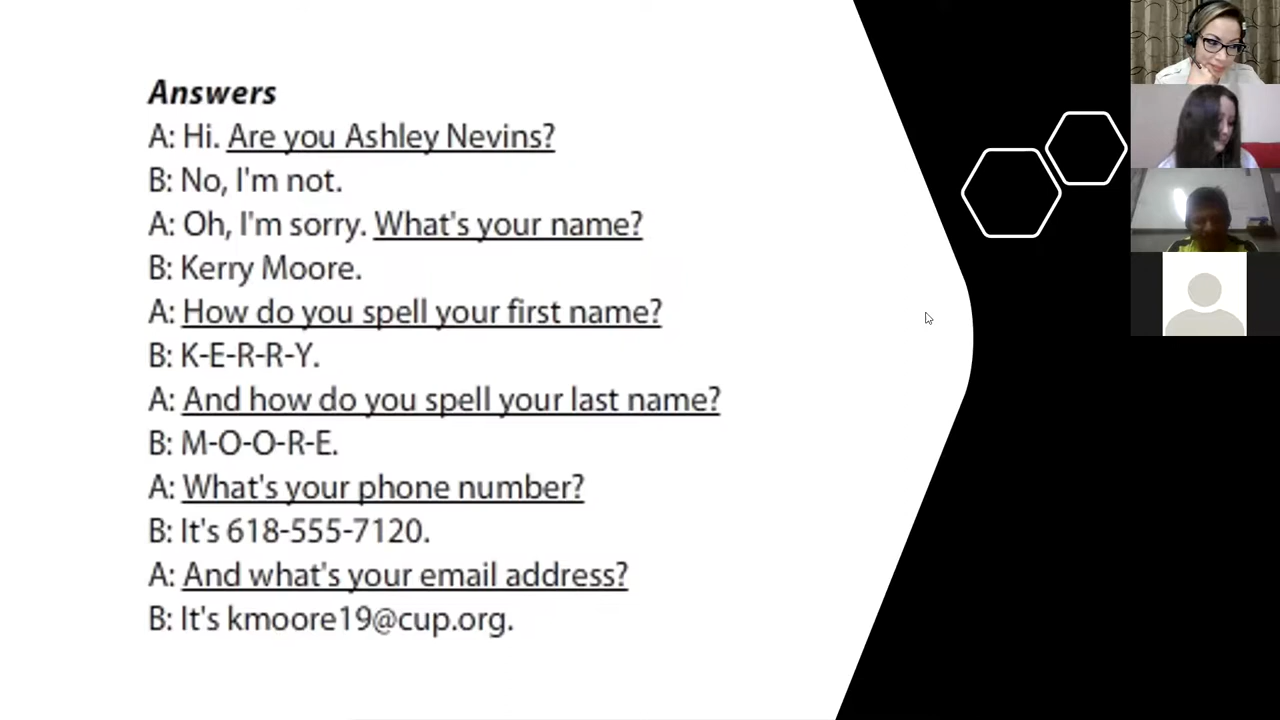 Answers
A: Hi. Are you Ashley Nevins?
B: No, I'm not.
A: Oh, I'm sorry. What's your name?
B: Kerry Moore.
A: How do you spell your first name?
B: K-E-R-R-Y.
A: And how do you spell your last name?
B: M-O-O-R-E.
A: What's your phone number?
B: It's 618-555-7120.
A: And what's your email address?
B: It's kmoore19@cup.org.